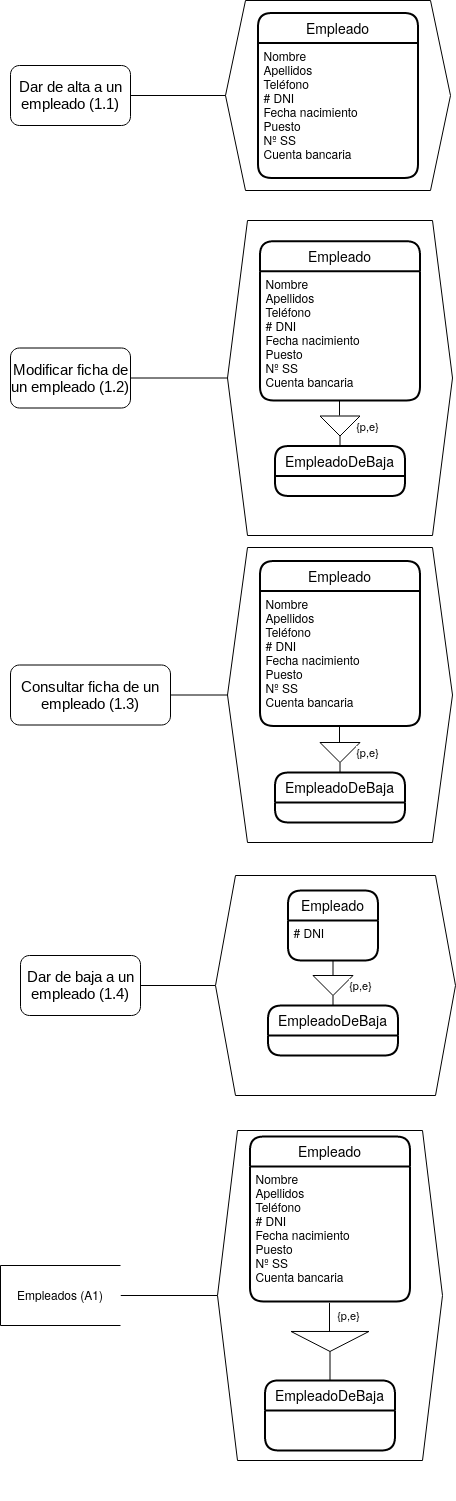 Empleado
Nombre
Apellidos
Teléfono
# DNI
Fecha nacimiento
Puesto
Nº SS
Cuenta bancaria
Dar de alta a un
empleado (1.1)
Empleado
Nombre
Apellidos
Teléfono
# DNI
Fecha nacimiento
Puesto
Nº SS
Cuenta bancaria
Modificar ficha de
un empleado (1.2)
{p,e}
EmpleadoDeBaja
Empleado
Nombre
Apellidos
Teléfono
# DNI
Fecha nacimiento
Puesto
Nº SS
Cuenta bancaria
Consultar ficha de un
empleado (1.3)
{p,e}
EmpleadoDeBaja
Empleado
# DNI
Dar de baja a un
empleado (1.4)
{p,e}
EmpleadoDeBaja
Empleado
Nombre
Apellidos
Teléfono
# DNI
Fecha nacimiento
Puesto
Nº SS
Cuenta bancaria
Empleados (A1)
{p,e}
EmpleadoDeBaja